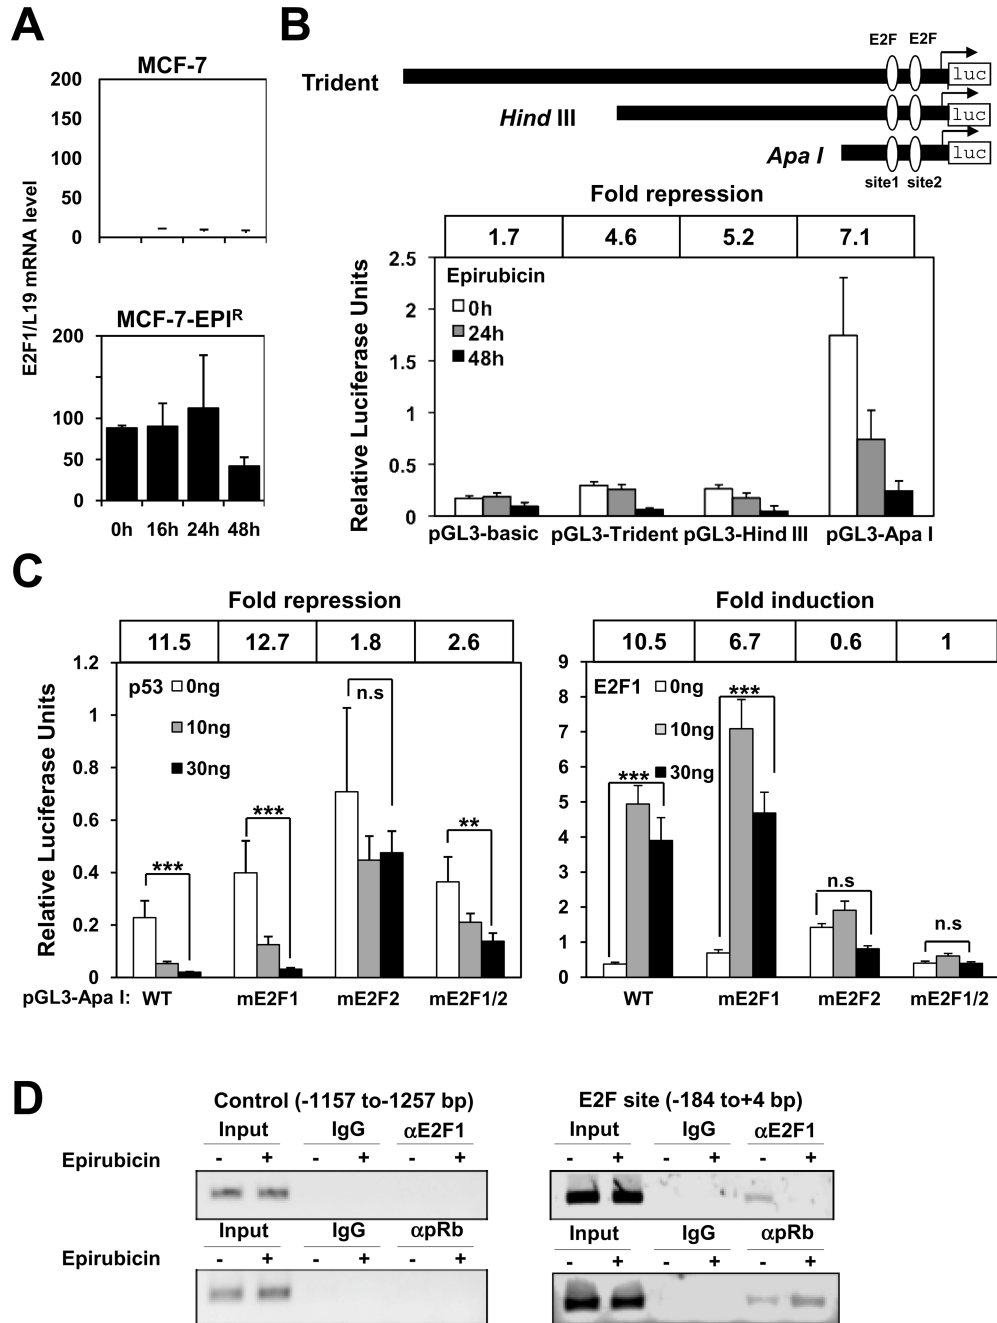 A
MCF-7
200
150
100
50
0
E2F1/L19 mRNA level
MCF-7-EPIR
200
100
50
0
0h 16h 24h 48h
B
E2F E2F
Trident
luc
Hind III
luc
Apa I
luc
site1 site2
Fold repression
1.7 4.6 5.2 7.1
Relative Luciferase Units
2.5
2
1.5
1
0.5
0
Epirubicin
0h
24h
48h
pGL3-basic pGL3-Trident pGL3-Hind III pGL3-Apa I
C
Fold repression
11.5 12.7 1.8 2.6
Relative Luciferase Units
1.2
1
0.8
0.6
0.4
0.2
0
p53 0ng
10ng
30ng
***
***
n.s
**
pGL3-Apa I: WT mE2F1 mE2F2 mE2F1/2
Fold induction
10.5 6.7 0.6 1
9
8
7
6
5
4
3
2
1
0
E2F1 0ng
10ng
30ng
***
***
n.s
n.s
WT mE2F1 mE2F2 mE2F1/2
D
Control (-1157 to-1257 bp)
Input IgG αE2F1
Epirubicin - + - + - +
Input IgG αpRb
Epirubicin - + - + - +
E2F site (-184 to+4 bp)
Input IgG αE2F1
- + - + - +
Input IgG αpRb
- + - + - +